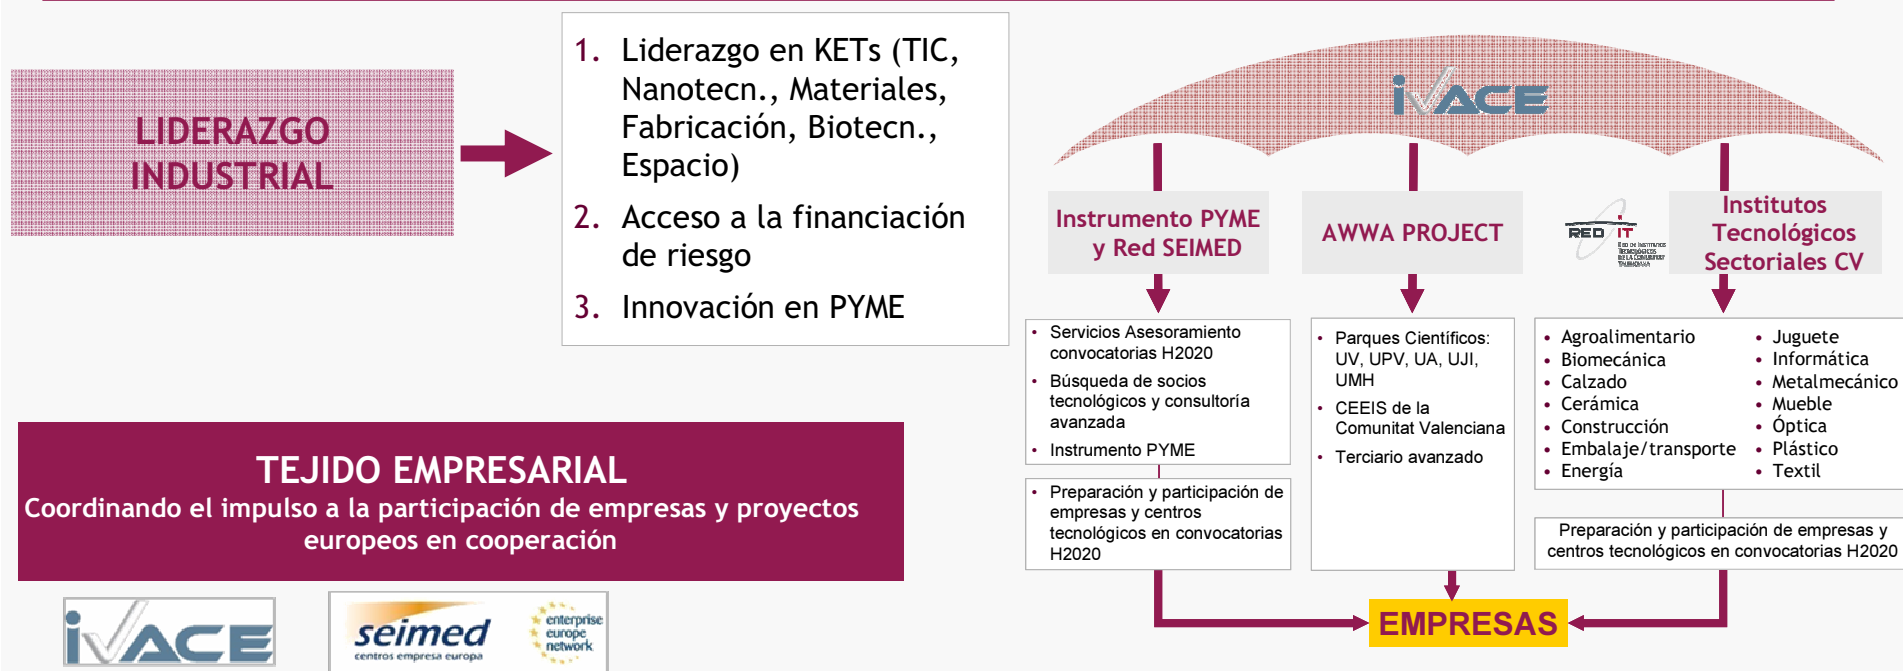 LIDERAZGO
INDUSTRIAL
1. Liderazgo en KETs (TIC,
Nanotecn., Materiales,
Fabricación, Biotecn.,
Espacio)
2. Acceso a la financiación
de riesgo
3. Innovación en PYME
TEJIDO EMPRESARIAL
Coordinando el impulso a la participación de empresas y proyectos
europeos en cooperación
iVACE
seimed
centros empresa europa
enterprise
europe
network
iVACE
Instrumento PYME
y Red SEIMED
• Servicios Asesoramiento
convocatorias H2020
• Búsqueda de socios
tecnológicos y consultoría
avanzada
• Instrumento PYME
• Preparación y participación de
empresas y centros
tecnológicos en convocatorias
H2020
AWWA PROJECT
• Parques Científicos:
UV, UPV, UA, UJI,
UMH
• CEEIS de la
Comunitat Valenciana
• Terciario avanzado
RED IT
Institutos
Tecnológicos
Sectoriales CV
• Agroalimentario
• Biomecánica
• Calzado
• Cerámica
• Construcción
• Embalaje/transporte
• Energía
• Juguete
• Informática
• Metalmecánico
• Mueble
• Óptica
• Plástico
• Textil
Preparación y participación de empresas y
centros tecnológicos en convocatorias H2020
EMPRESAS